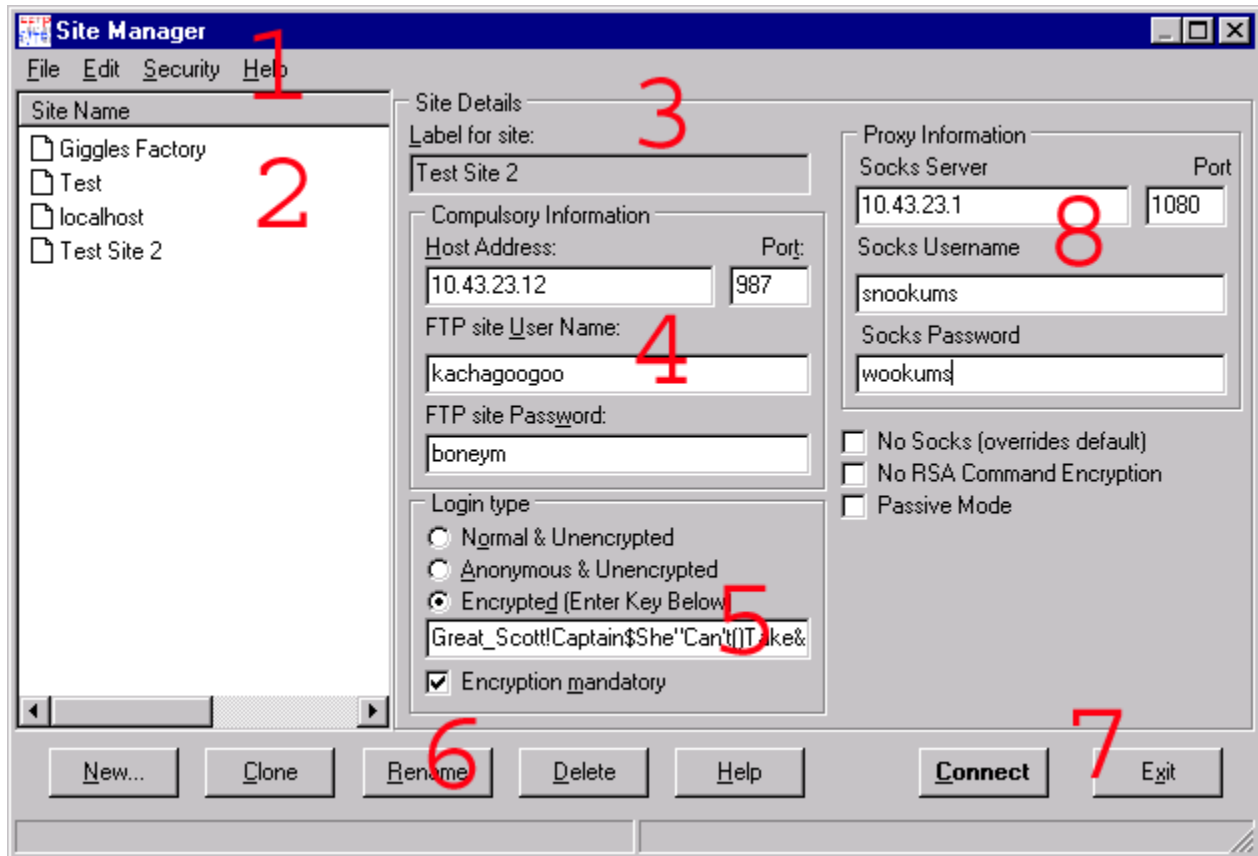 Site Manager
File Edit Security Help
1
Site Name
Giggles Factory
Test
localhost
Test Site 2
2
Site Details
3
Label for site:
Test Site 2
Compulsory Information
Host Address: Port:
10.43.23.12 987
FTP site User Name:
4
kachagoogoo
FTP site Password:
boneym
Login type
Normal & Unencrypted
Anonymous & Unencrypted
Encrypted (Enter Key Below)
5
Great_Scott!Captain$She"Can't()Take&
Encryption mandatory
Proxy Information
Socks Server Port
10.43.23.1 1080
8
Socks Username
snookums
Socks Password
wookums
No Socks (overrides default)
No RSA Command Encryption
Passive Mode
New... Clone Rename Delete Help Connect Exit
6 7